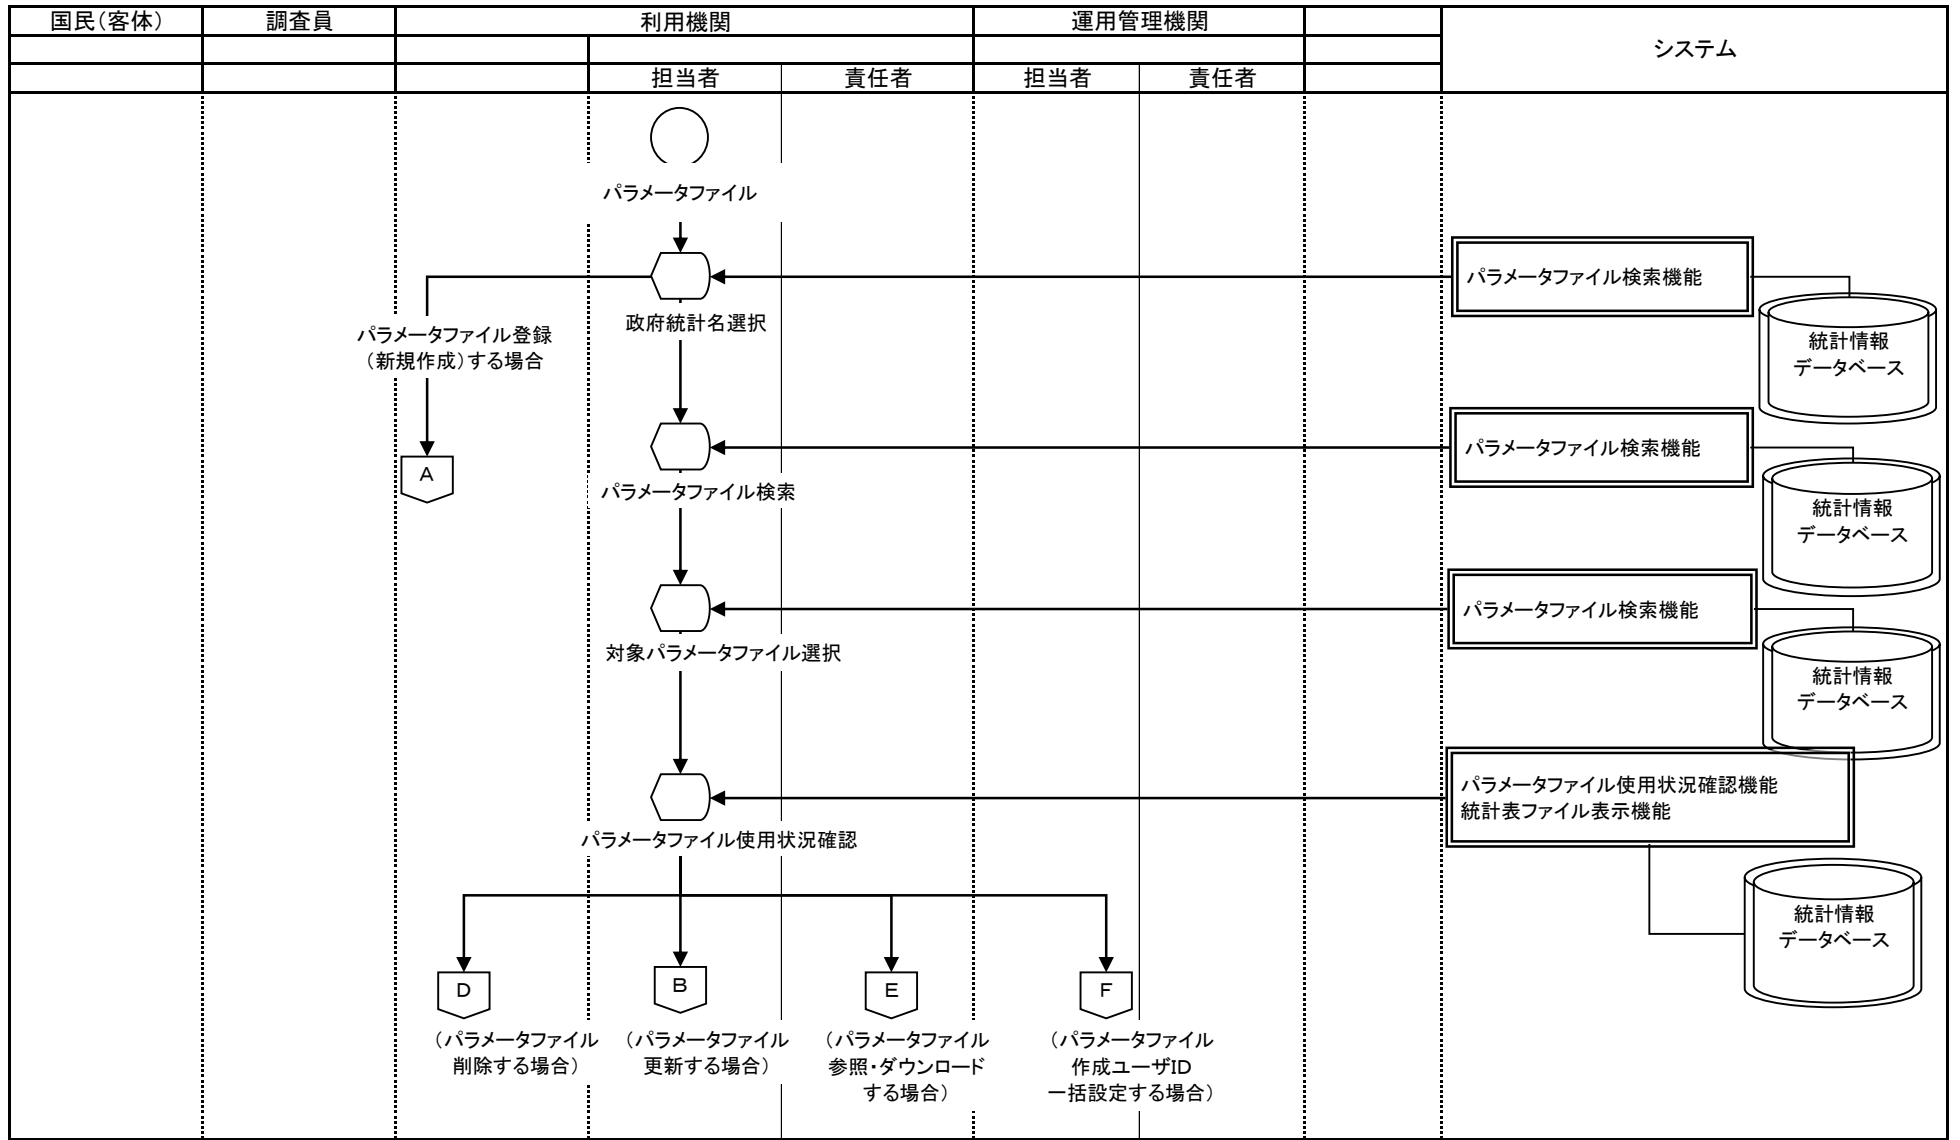 国民(客体)
調査員
利用機関
運用管理機関
システム
担当者
責任者
担当者
責任者
パラメータファイル
パラメータファイル検索機能
政府統計名選択
パラメータファイル登録
(新規作成)する場合
統計情報
データベース
パラメータファイル検索機能
A
パラメータファイル検索
統計情報
データベース
パラメータファイル検索機能
対象パラメータファイル選択
統計情報
データベース
パラメータファイル使用状況確認機能
統計表ファイル表示機能
パラメータファイル使用状況確認
統計情報
データベース
D
B
E
F
(パラメータファイル
削除する場合)
(パラメータファイル
更新する場合)
(パラメータファイル
参照・ダウンロード
する場合)
(パラメータファイル
作成ユーザID
一括設定する場合)